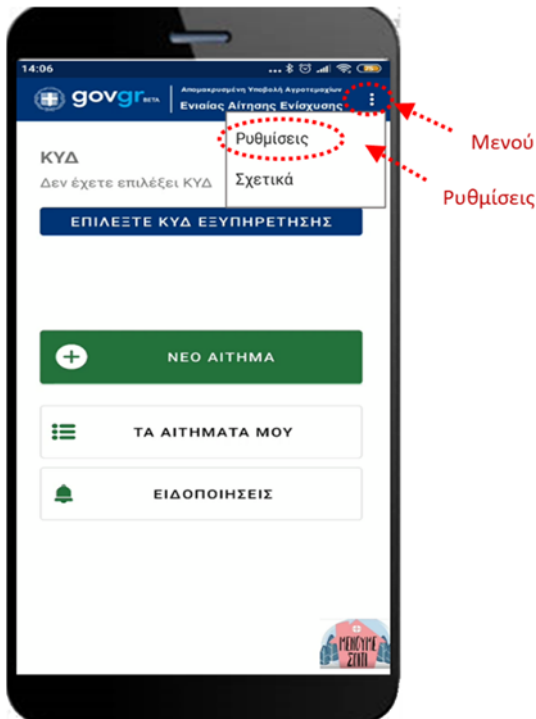 14:06
govgr BETA
Απομακρυσμένη Υποβολή Αγροτεμαχίων
Ενιαίας Αίτησης Ενίσχυσης
Ρυθμίσεις
Σχετικά
Μενού
Ρυθμίσεις
ΚΥΔ
Δεν έχετε επιλέξει ΚΥΔ
ΕΠΙΛΕΞΤΕ ΚΥΔ ΕΞΥΠΗΡΕΤΗΣΗΣ
ΝΕΟ ΑΙΤΗΜΑ
ΤΑ ΑΙΤΗΜΑΤΑ ΜΟΥ
ΕΙΔΟΠΟΙΗΣΕΙΣ
ΜΕΝΟΥΜΕ
ΣΠΙΤΙ